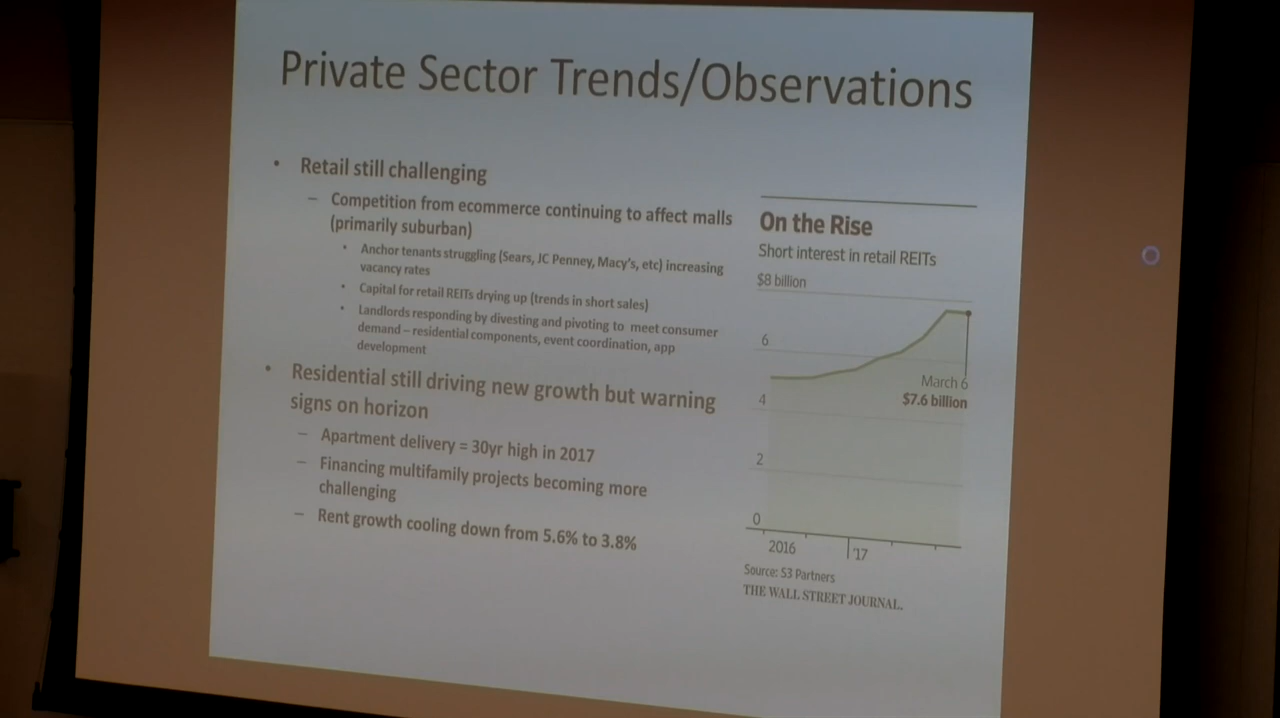 Private Sector Trends/Observations
• Retail still challenging
– Competition from ecommerce continuing to affect malls
(primarily suburban)
• Anchor tenants struggling (Sears, JC Penney, Macy's, etc) increasing
vacancy rates
• Capital for retail REITs drying up (trends in short sales)
• Landlords responding by divesting and pivoting to meet consumer
demand – residential components, event coordination, app
development
• Residential still driving new growth but warning
signs on horizon
– Apartment delivery = 30yr high in 2017
– Financing multifamily projects becoming more
challenging
– Rent growth cooling down from 5.6% to 3.8%
On the Rise
Short interest in retail REITs
$8 billion
6
4
2
0
March 6
$7.6 billion
2016
'17
Source: S3 Partners
THE WALL STREET JOURNAL.